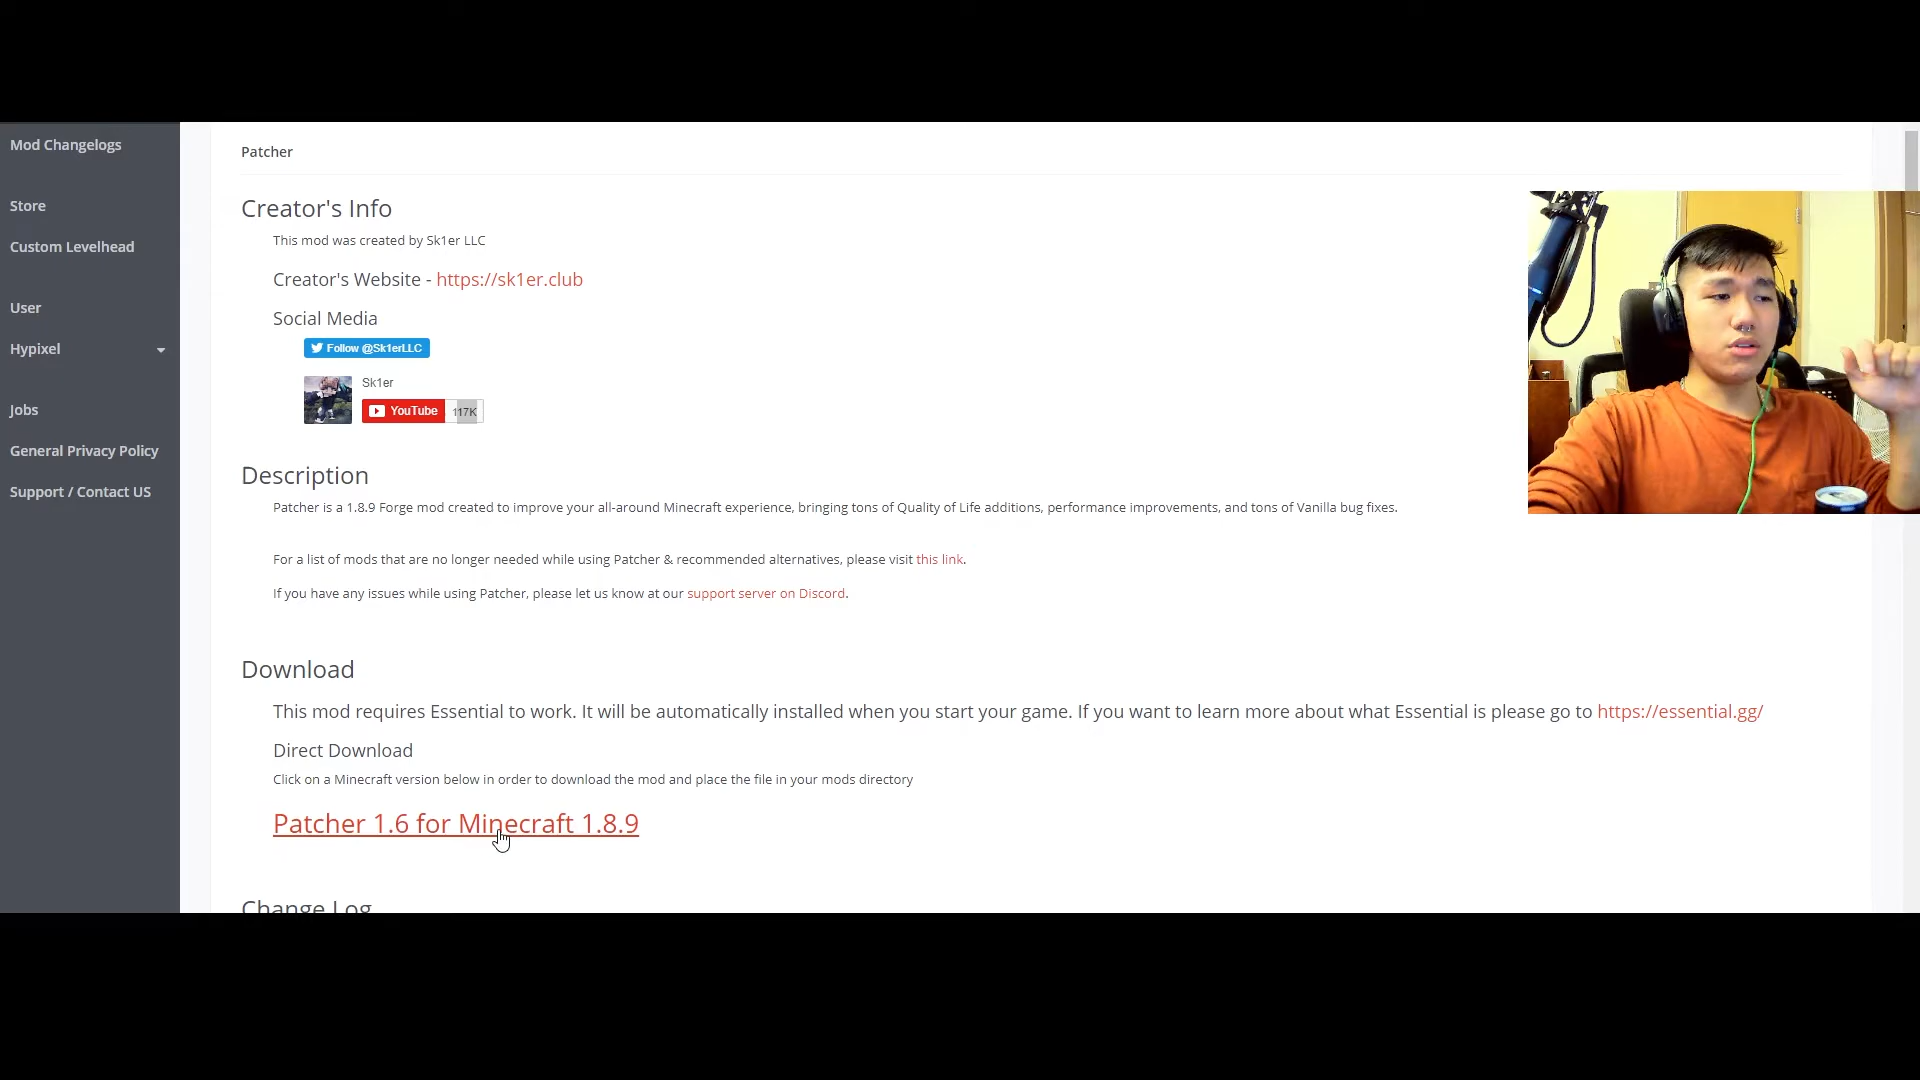 Mod Changelogs
Store
Custom Levelhead
User
Hypixel
Jobs
General Privacy Policy
Support / Contact US
Patcher
Creator's Info
This mod was created by Sk1er LLC
Creator's Website - https://sk1er.club
Social Media
Follow @Sk1erLLC
Sk1er
YouTube 117K
Description
Patcher is a 1.8.9 Forge mod created to improve your all-around Minecraft experience, bringing tons of Quality of Life additions, performance improvements, and tons of Vanilla bug fixes.
For a list of mods that are no longer needed while using Patcher & recommended alternatives, please visit this link.
If you have any issues while using Patcher, please let us know at our support server on Discord.
Download
This mod requires Essential to work. It will be automatically installed when you start your game. If you want to learn more about what Essential is please go to https://essential.gg/
Direct Download
Click on a Minecraft version below in order to download the mod and place the file in your mods directory
Patcher 1.6 for Minecraft 1.8.9
Change Log